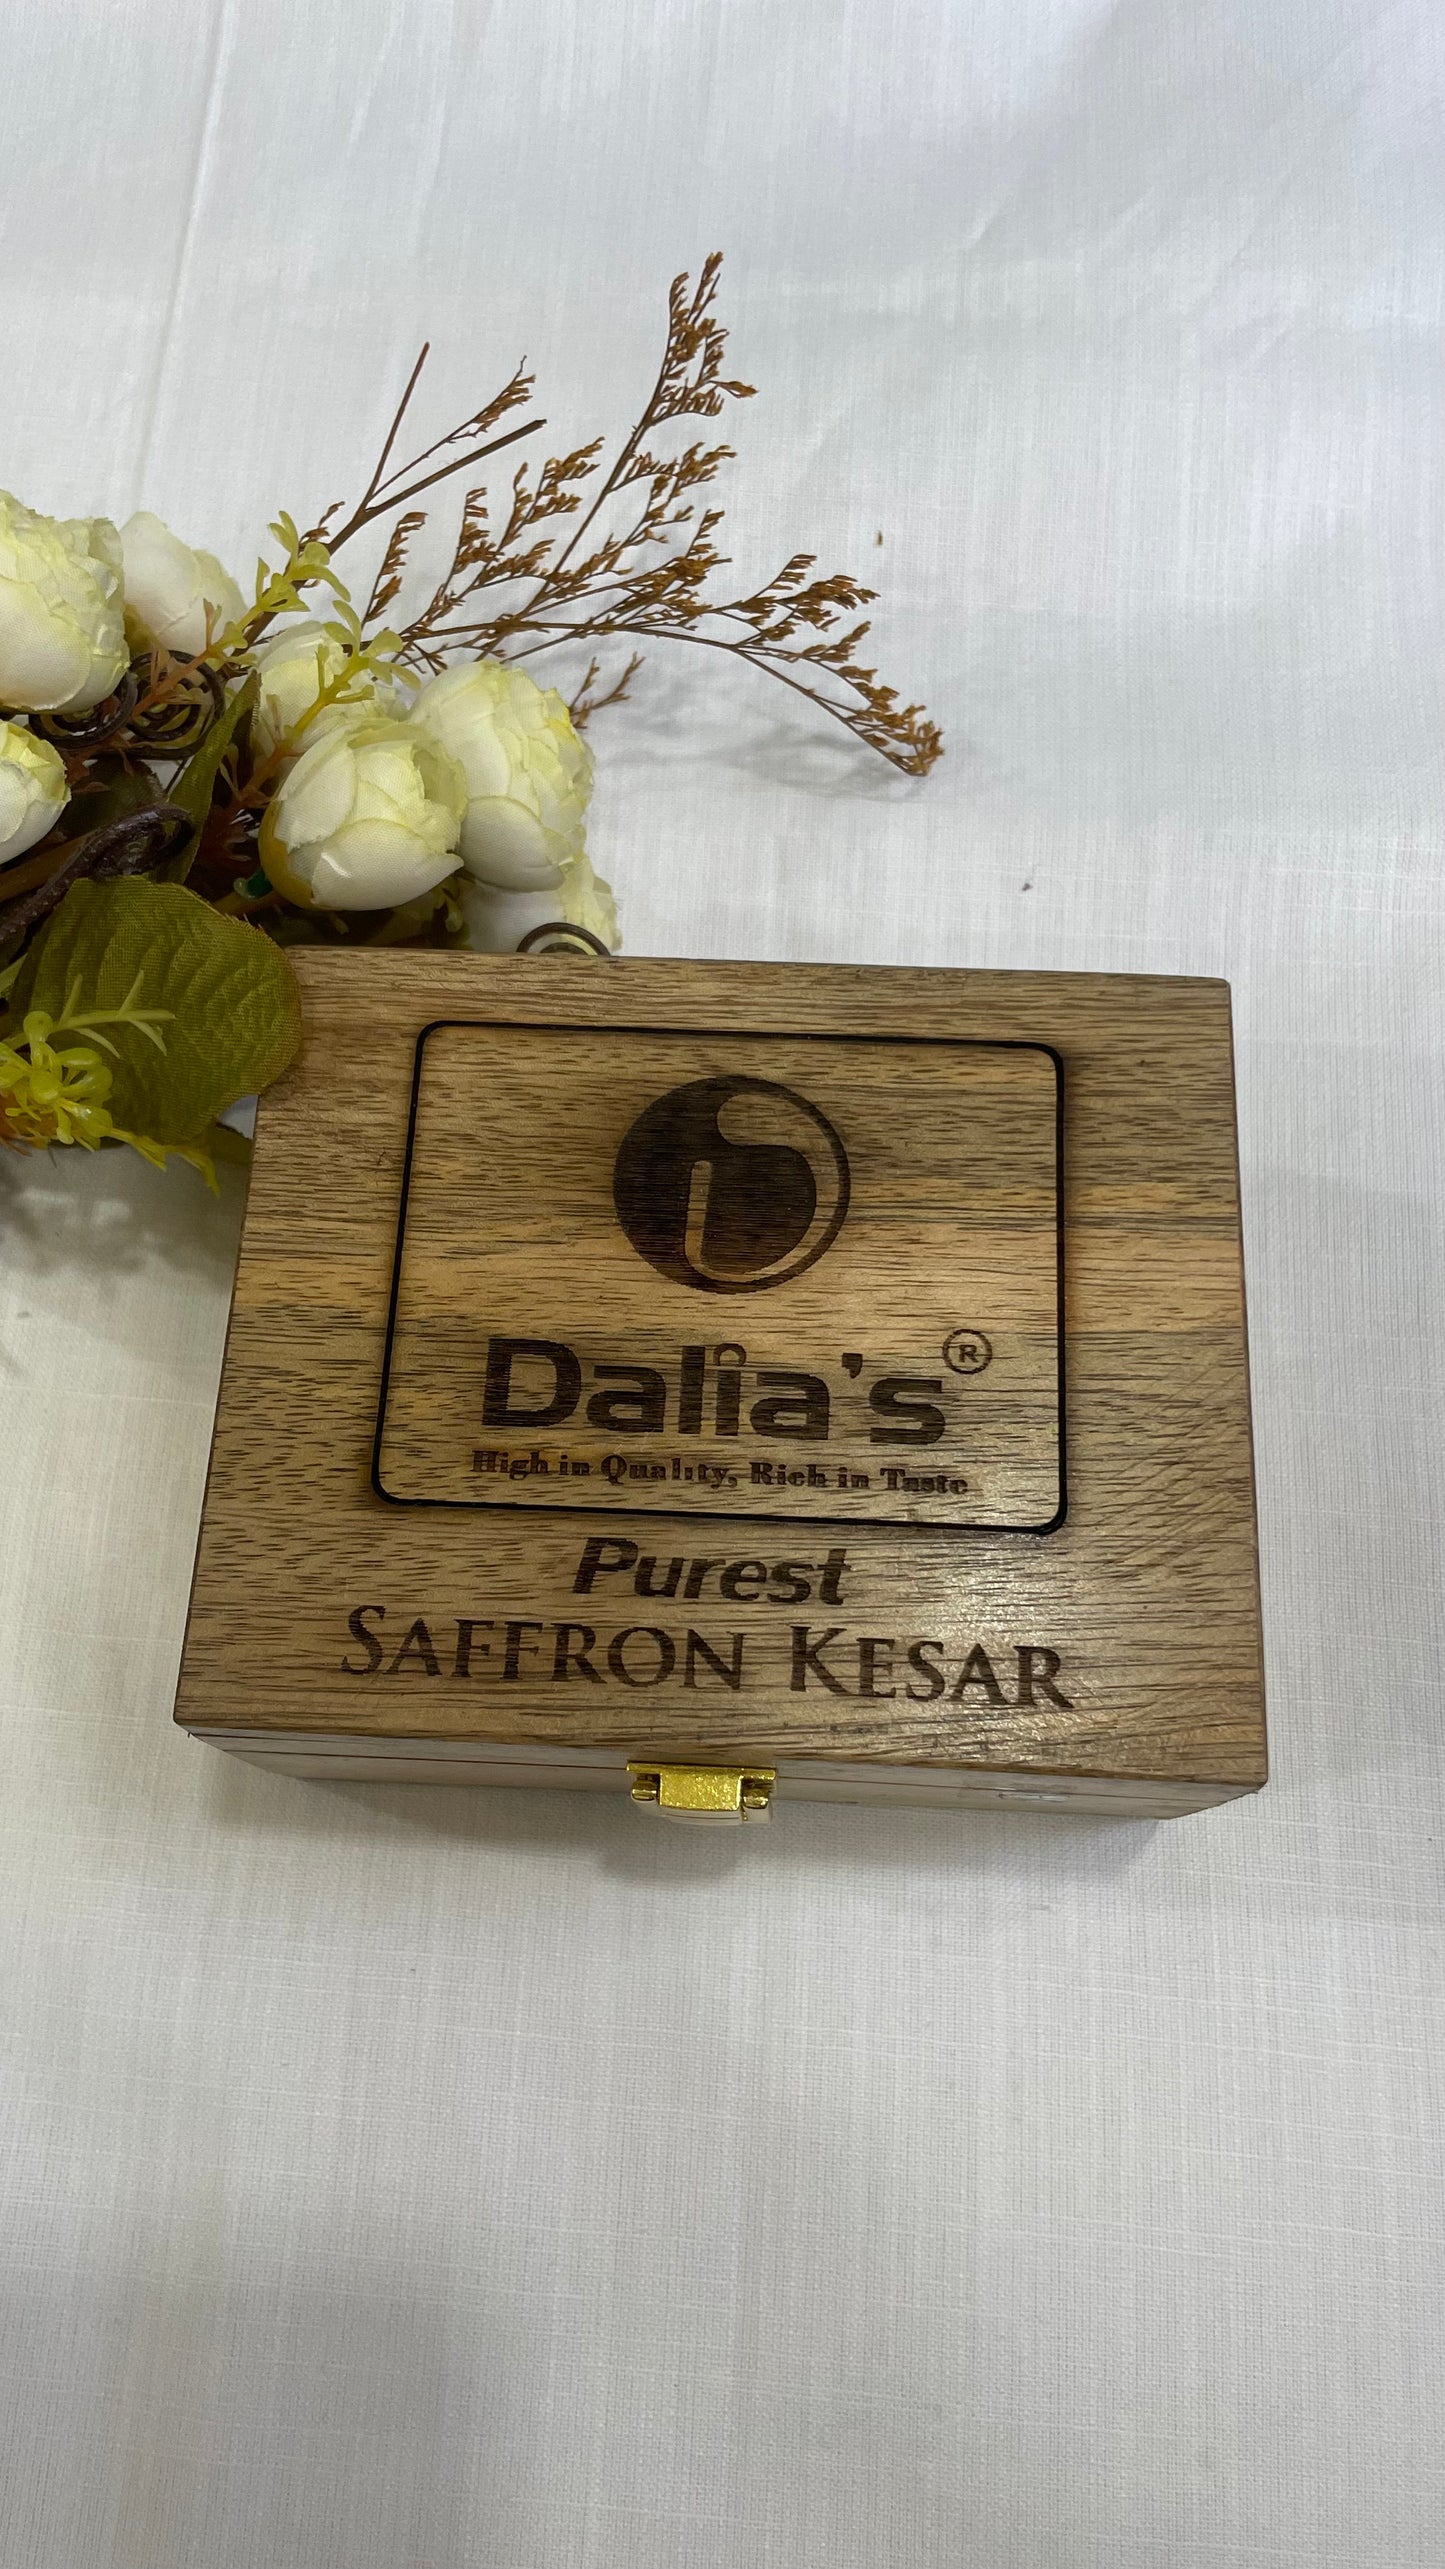 Dalia's ®
High in Quality, Rich in Taste
Purest
SAFFRON KESAR